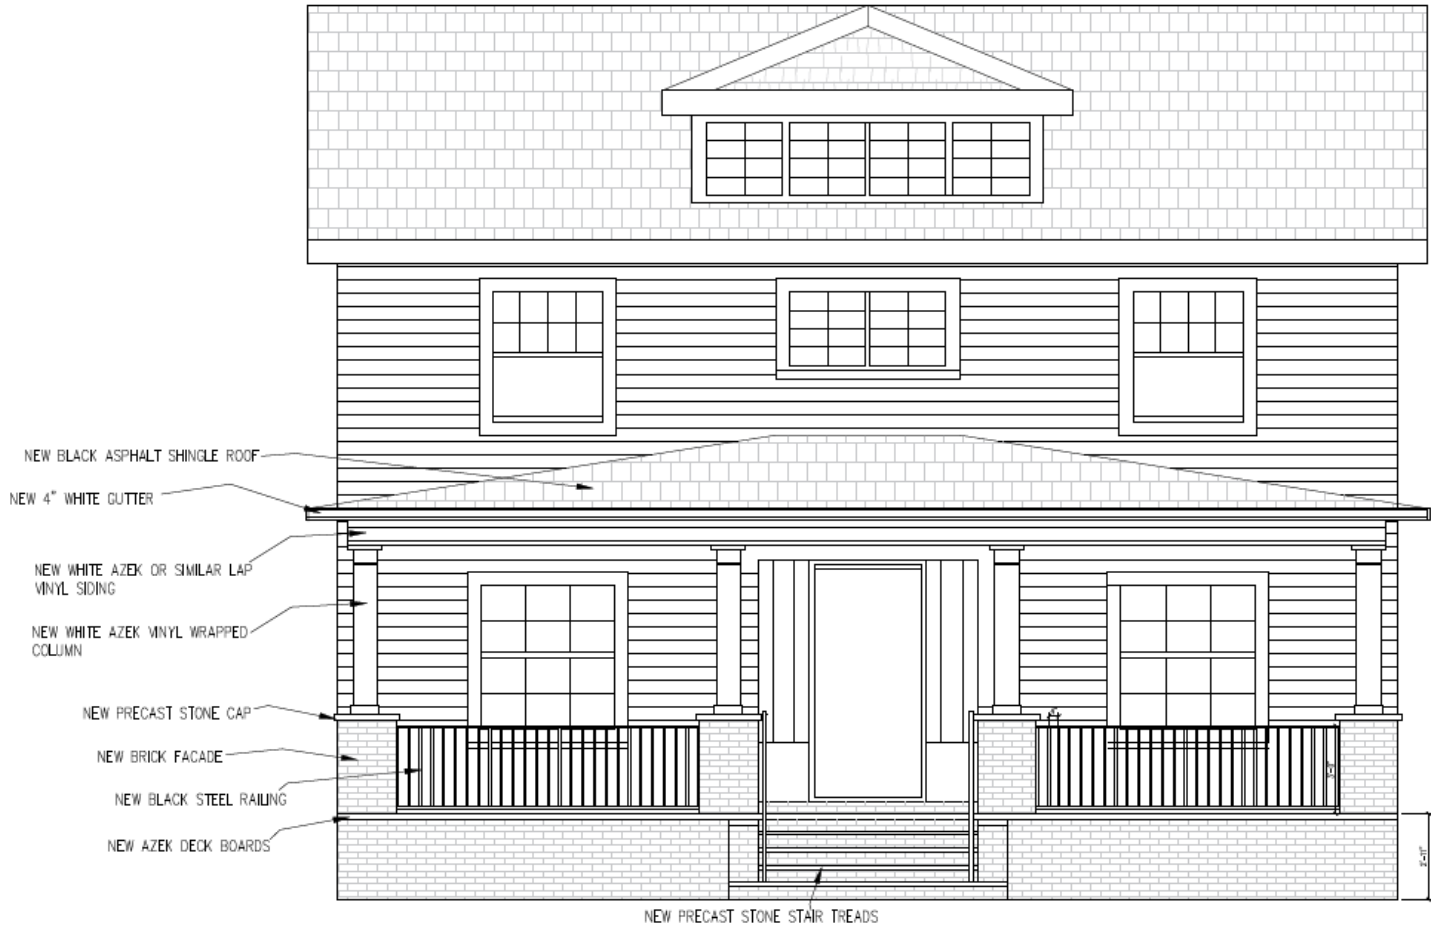 NEW BLACK ASPHALT SHINGLE ROOF
NEW 4" WHITE GUTTER
NEW WHITE AZEK OR SIMILAR LAP
VINYL SIDING
NEW WHITE AZEK VINYL WRAPPED
COLUMN
NEW PRECAST STONE CAP
NEW BRICK FACADE
NEW BLACK STEEL RAILING
NEW AZEK DECK BOARDS
NEW PRECAST STONE STAIR TREADS